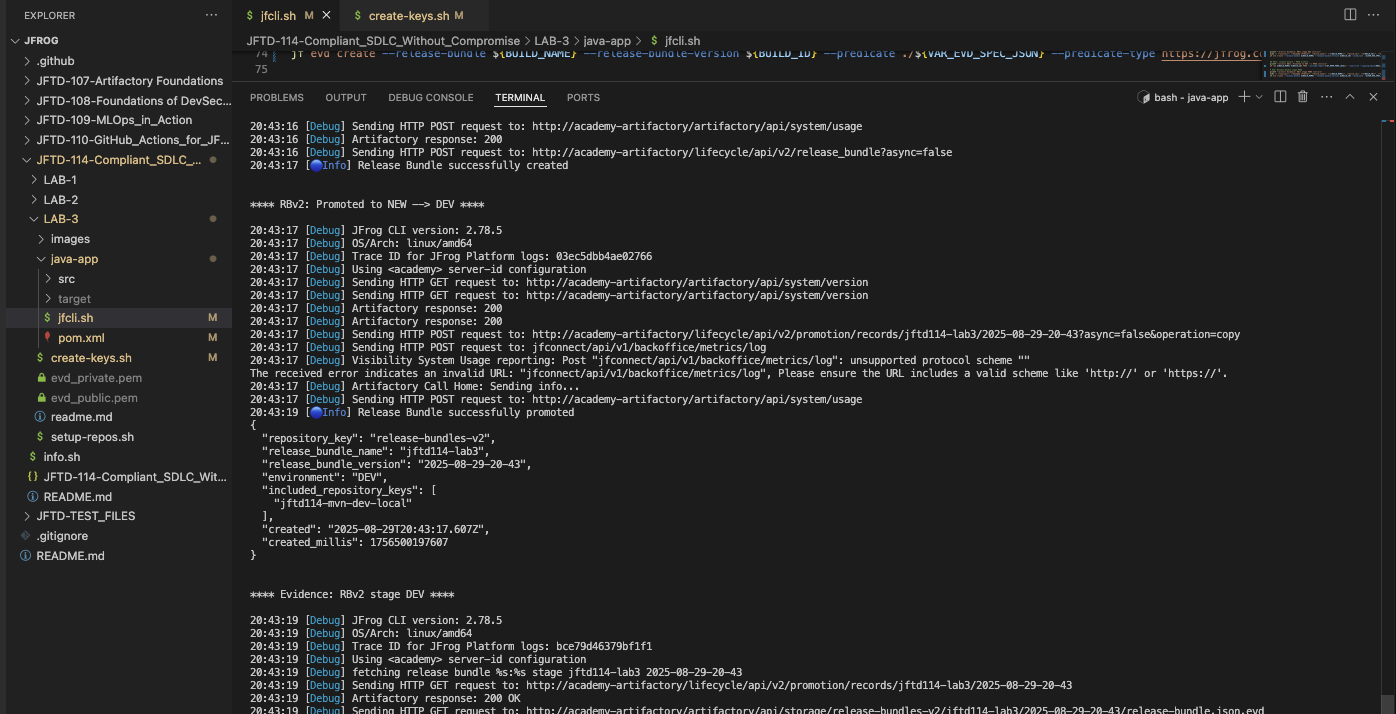 EXPLORER
JFROG
.github
JFTD-107-Artifactory Foundations
JFTD-108-Foundations of DevSec...
JFTD-109-MLOps_in_Action
JFTD-110-GitHub_Actions_for_JF...
JFTD-114-Compliant_SDLC_...
LAB-1
LAB-2
LAB-3
images
java-app
src
target
$ jfcli.sh M
pom.xml M
$ create-keys.sh M
evd_private.pem
evd_public.pem
readme.md
$ setup-repos.sh
$ info.sh
{} JFTD-114-Compliant_SDLC_Wit...
README.md
JFTD-TEST_FILES
.gitignore
README.md
$ jfcli.sh M
$ create-keys.sh M
JFTD-114-Compliant_SDLC_Without_Compromise > LAB-3 > java-app > $ jfcli.sh
74 jf evd create --release-bundle ${BUILD_NAME} --release-bundle-version ${BUILD_ID} --predicate ./${VAR_EVD_SPEC_JSON} --predicate-type https://jfrog.co
75
PROBLEMS OUTPUT DEBUG CONSOLE TERMINAL PORTS
bash - java-app
20:43:16 [Debug] Sending HTTP POST request to: http://academy-artifactory/artifactory/api/system/usage
20:43:16 [Debug] Artifactory response: 200
20:43:16 [Debug] Sending HTTP POST request to: http://academy-artifactory/lifecycle/api/v2/release_bundle?async=false
20:43:17 [🔵Info] Release Bundle successfully created
**** RBv2: Promoted to NEW --> DEV ****
20:43:17 [Debug] JFrog CLI version: 2.78.5
20:43:17 [Debug] OS/Arch: linux/amd64
20:43:17 [Debug] Trace ID for JFrog Platform logs: 03ec5dbb4ae02766
20:43:17 [Debug] Using <academy> server-id configuration
20:43:17 [Debug] Sending HTTP GET request to: http://academy-artifactory/artifactory/api/system/version
20:43:17 [Debug] Sending HTTP GET request to: http://academy-artifactory/artifactory/api/system/version
20:43:17 [Debug] Artifactory response: 200
20:43:17 [Debug] Artifactory response: 200
20:43:17 [Debug] Sending HTTP POST request to: http://academy-artifactory/lifecycle/api/v2/promotion/records/jftd114-lab3/2025-08-29-20-43?async=false&operation=copy
20:43:17 [Debug] Sending HTTP POST request to: jfconnect/api/v1/backoffice/metrics/log
20:43:17 [Debug] Visibility System Usage reporting: Post "jfconnect/api/v1/backoffice/metrics/log": unsupported protocol scheme ""
The received error indicates an invalid URL: "jfconnect/api/v1/backoffice/metrics/log", Please ensure the URL includes a valid scheme like 'http://' or 'https://'.
20:43:17 [Debug] Artifactory Call Home: Sending info...
20:43:17 [Debug] Sending HTTP POST request to: http://academy-artifactory/artifactory/api/system/usage
20:43:19 [🔵Info] Release Bundle successfully promoted
{
"repository_key": "release-bundles-v2",
"release_bundle_name": "jftd114-lab3",
"release_bundle_version": "2025-08-29-20-43",
"environment": "DEV",
"included_repository_keys": [
"jftd114-mvn-dev-local"
],
"created": "2025-08-29T20:43:17.607Z",
"created_millis": 1756500197607
}
**** Evidence: RBv2 stage DEV ****
20:43:19 [Debug] JFrog CLI version: 2.78.5
20:43:19 [Debug] OS/Arch: linux/amd64
20:43:19 [Debug] Trace ID for JFrog Platform logs: bce79d46379bf1f1
20:43:19 [Debug] Using <academy> server-id configuration
20:43:19 [Debug] fetching release bundle %s:%s stage jftd114-lab3 2025-08-29-20-43
20:43:19 [Debug] Sending HTTP GET request to: http://academy-artifactory/lifecycle/api/v2/promotion/records/jftd114-lab3/2025-08-29-20-43
20:43:19 [Debug] Artifactory response: 200 OK
20:43:19 [Debug] Sending HTTP GET request to: http://academy-artifactory/artifactory/api/storage/release-bundles-v2/jftd114-lab3/2025-08-29-20-43/release-bundle.json.evd